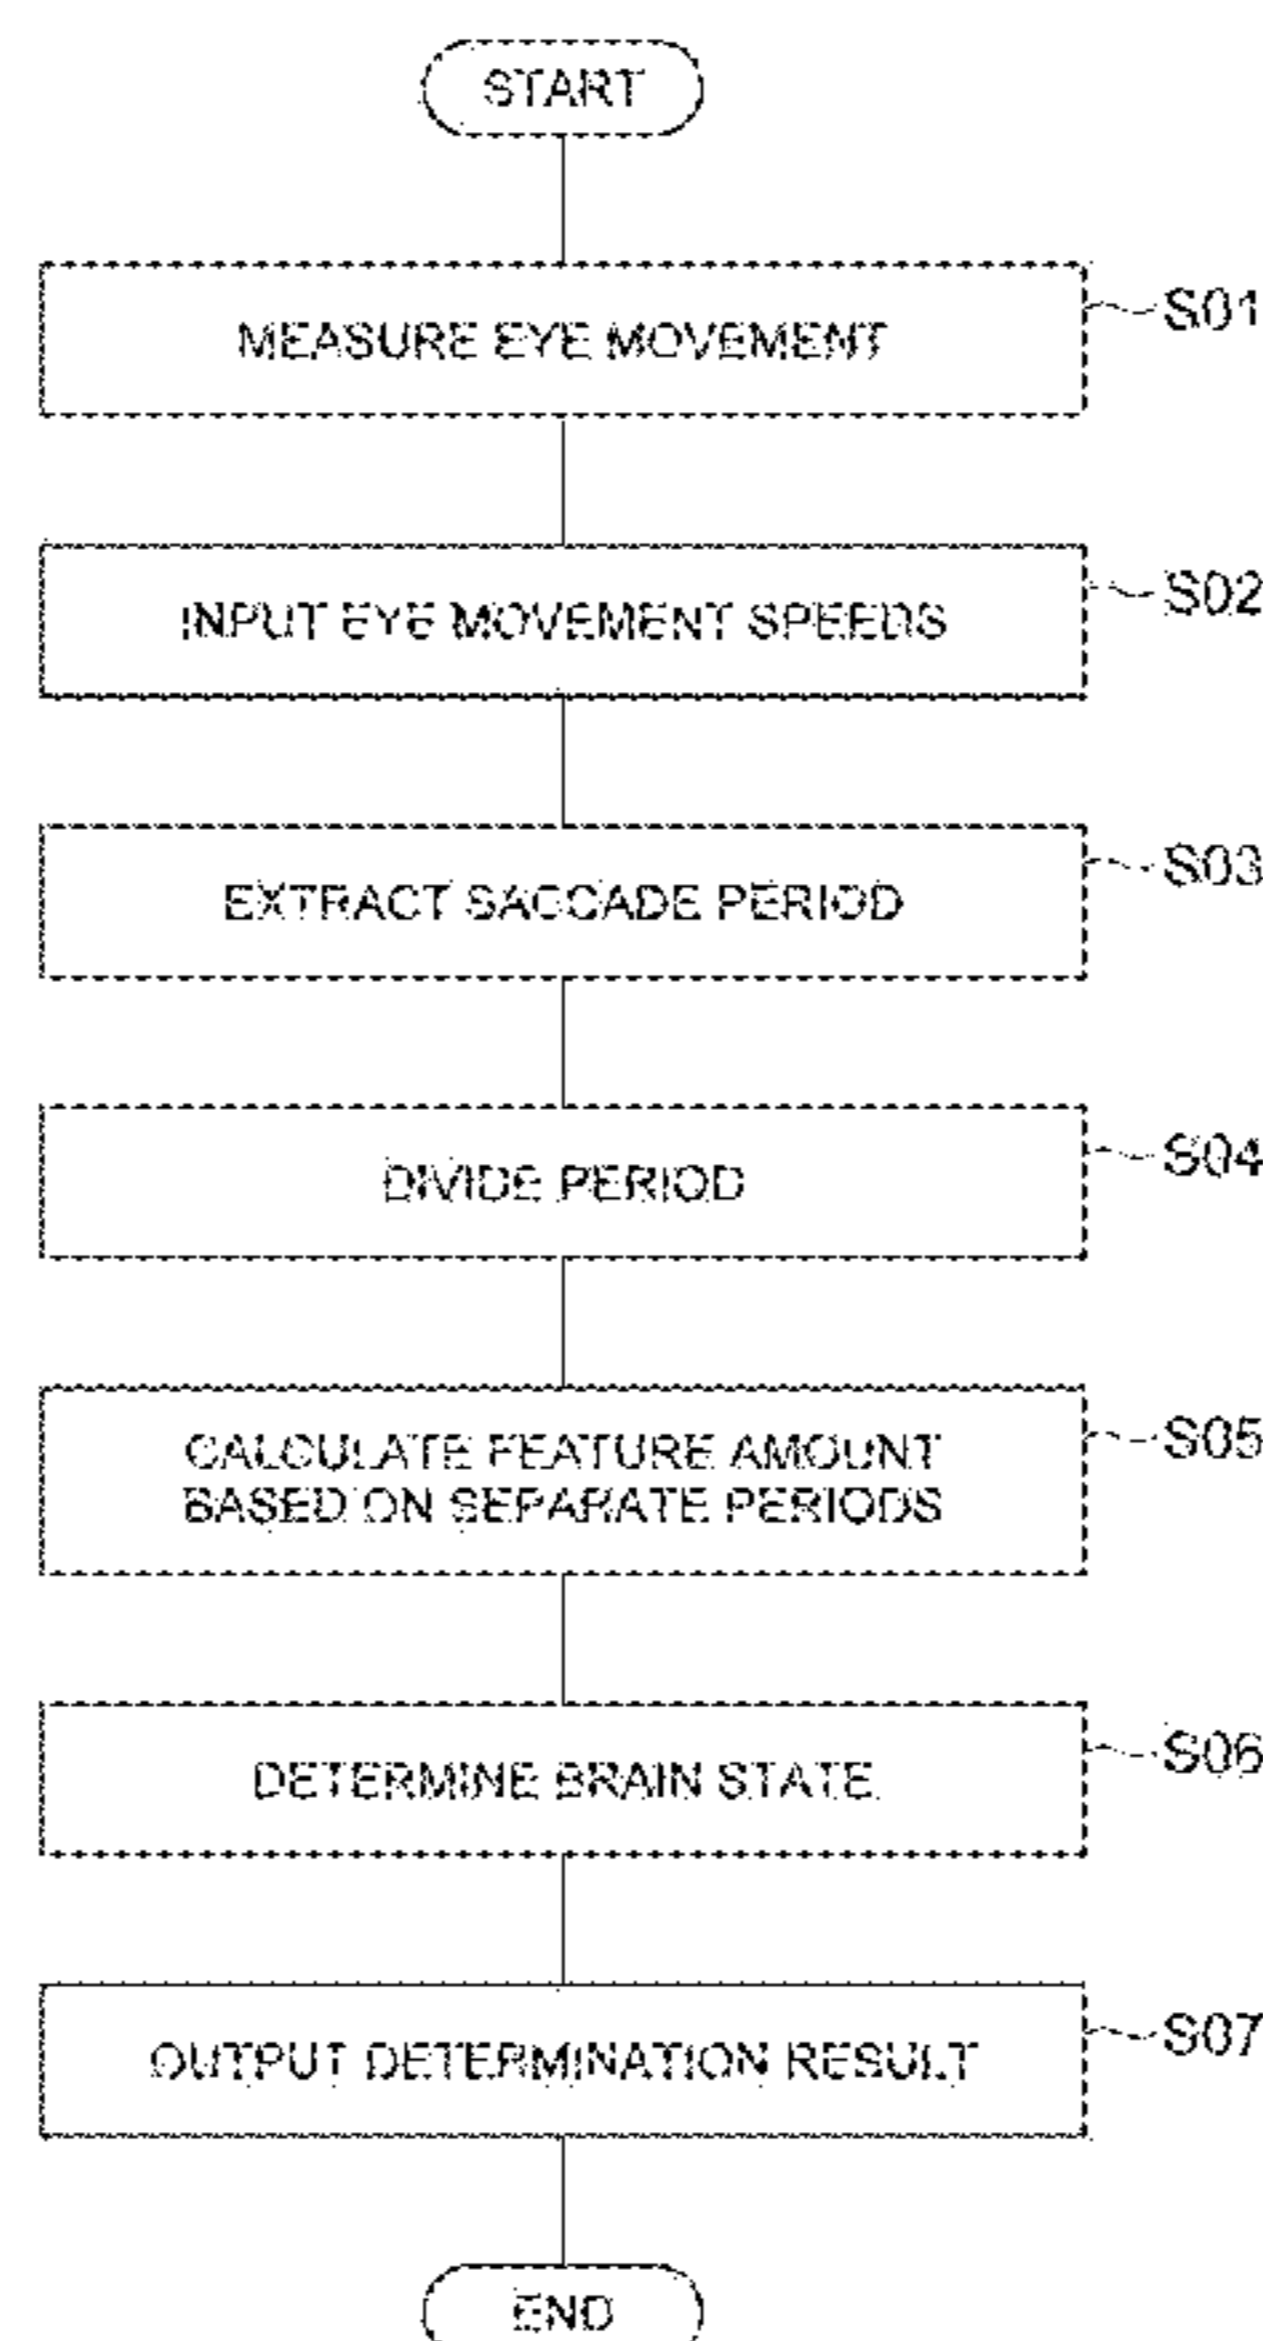 START
MEASURE EYE MOVEMENT
S01
INPUT EYE MOVEMENT SPEEDS
S02
EXTRACT SACCADE PERIOD
S03
DIVIDE PERIOD
S04
CALCULATE FEATURE AMOUNT
BASED ON SEPARATE PERIODS
S05
DETERMINE BRAIN STATE
S06
OUTPUT DETERMINATION RESULT
S07
END